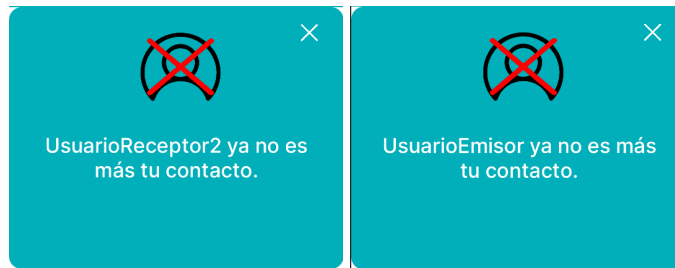 UsuarioReceptor2 ya no es
más tu contacto.
UsuarioEmisor ya no es más
tu contacto.